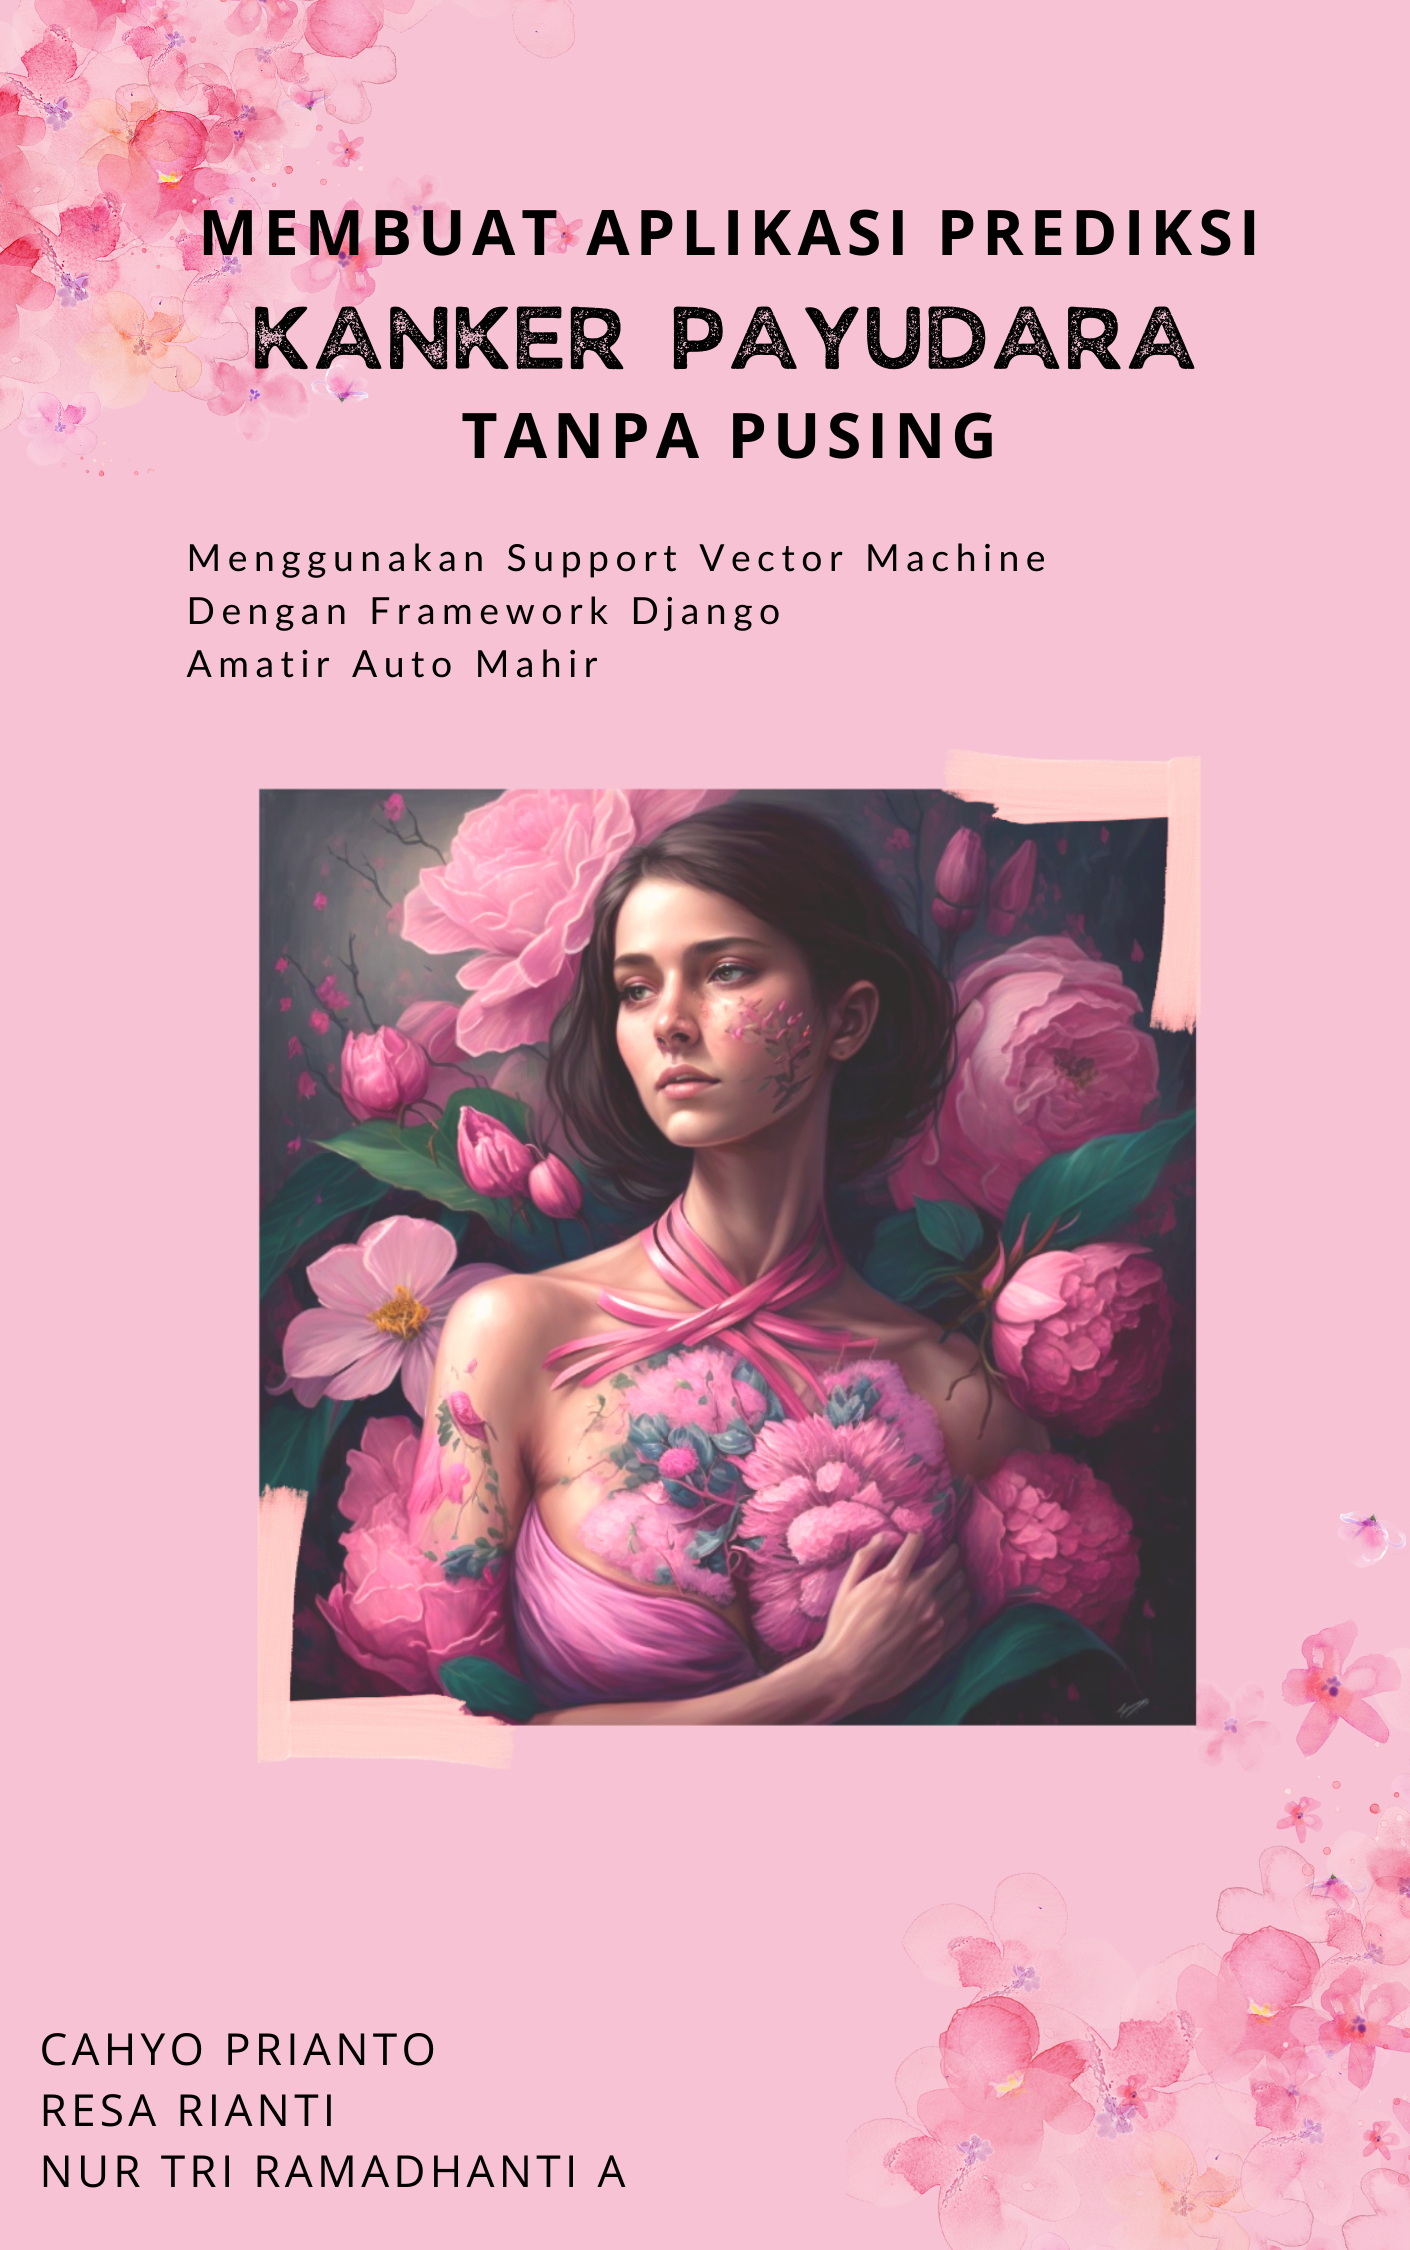 MEMBUAT APLIKASI PREDIKSI
KANKER PAYUDARA
TANPA PUSING
Menggunakan Support Vector Machine
Dengan Framework Django
Amatir Auto Mahir
CAHYO PRIANTO
RESA RIANTI
NUR TRI RAMADHANTI A